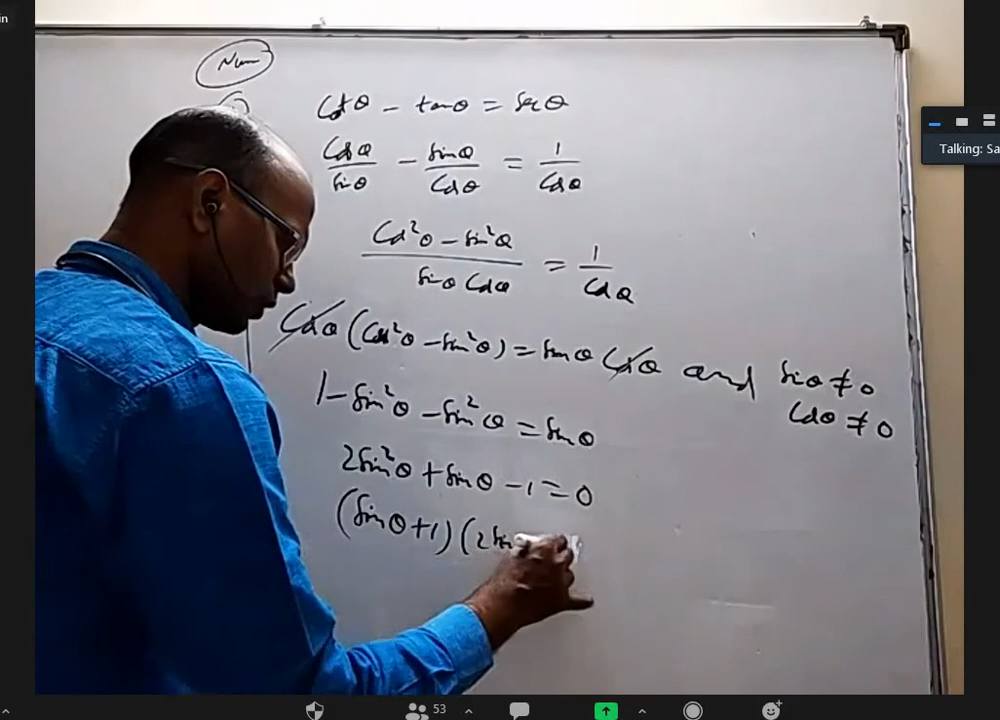 in
Num
Talking: Sa
cotθ - tanθ = secθ
cosθ/sinθ - sinθ/cosθ = 1/cosθ
cos²θ - sin²θ / sinθ cosθ = 1/cosθ
cosθ (cos²θ - sin²θ) = sinθ cosθ and sinθ ≠ 0
cosθ ≠ 0
1 - sin²θ - sin²θ = sinθ
2sin²θ + sinθ - 1 = 0
(sinθ + 1) (2sin
53